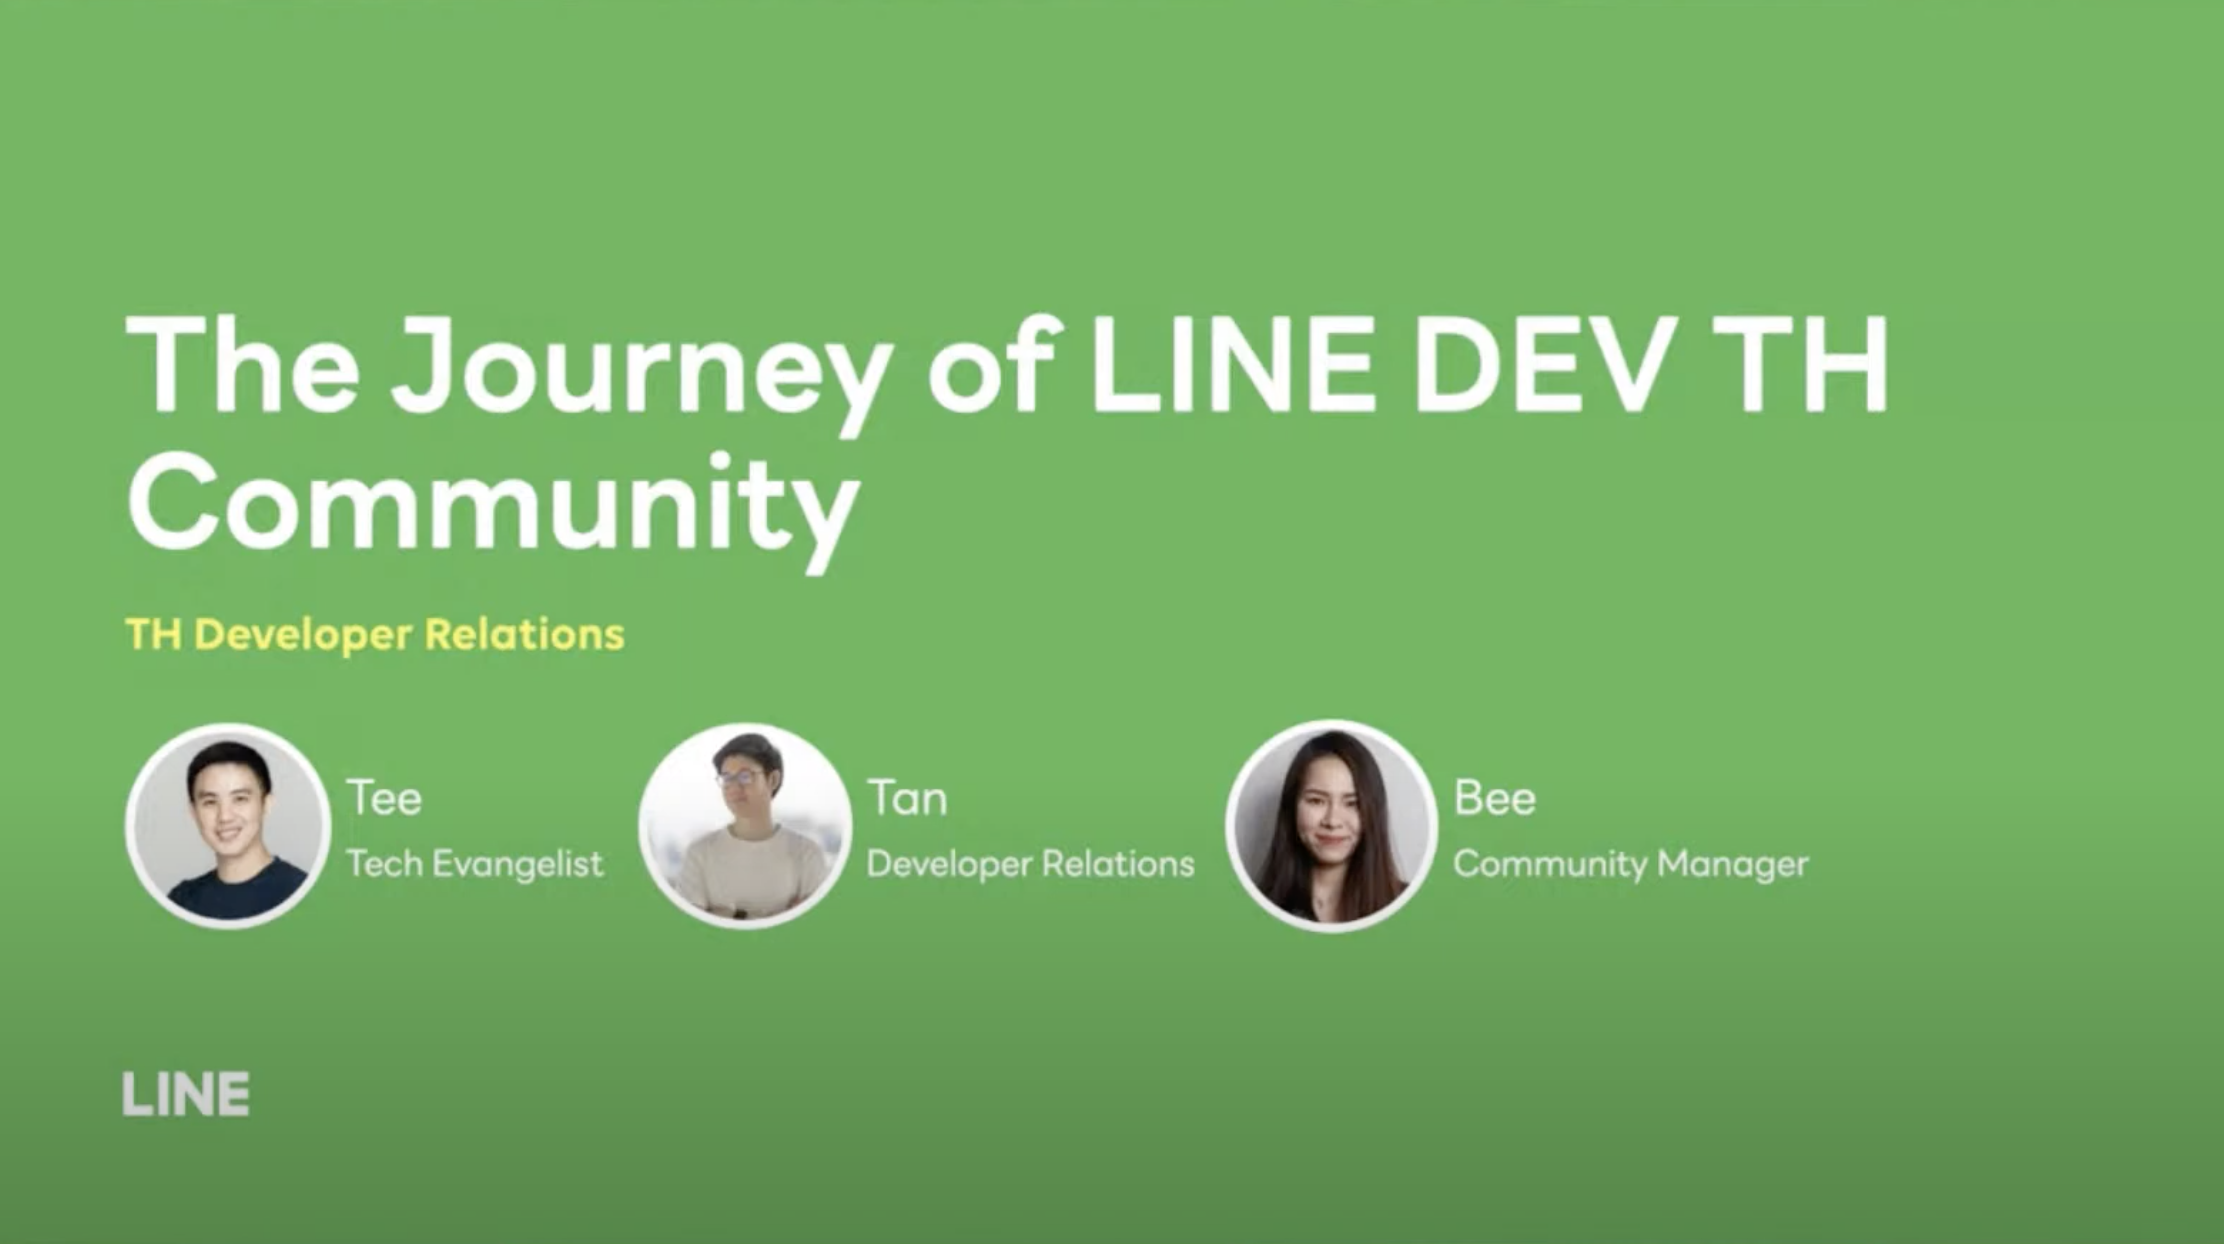 The Journey of LINE DEV TH
Community
TH Developer Relations
Tee
Tech Evangelist
Tan
Developer Relations
Bee
Community Manager
LINE